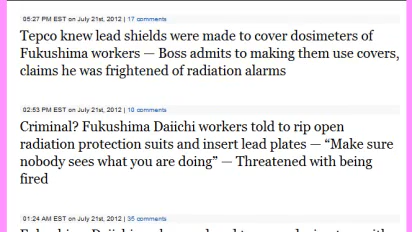 05:27 PM EST on July 21st, 2012 | 17 comments
Tepco knew lead shields were made to cover dosimeters of
Fukushima workers — Boss admits to making them use covers,
claims he was frightened of radiation alarms
02:53 PM EST on July 21st, 2012 | 10 comments
Criminal? Fukushima Daiichi workers told to rip open
radiation protection suits and insert lead plates — “Make sure
nobody sees what you are doing” — Threatened with being
fired
01:24 AM EST on July 21st, 2012 | 35 comments